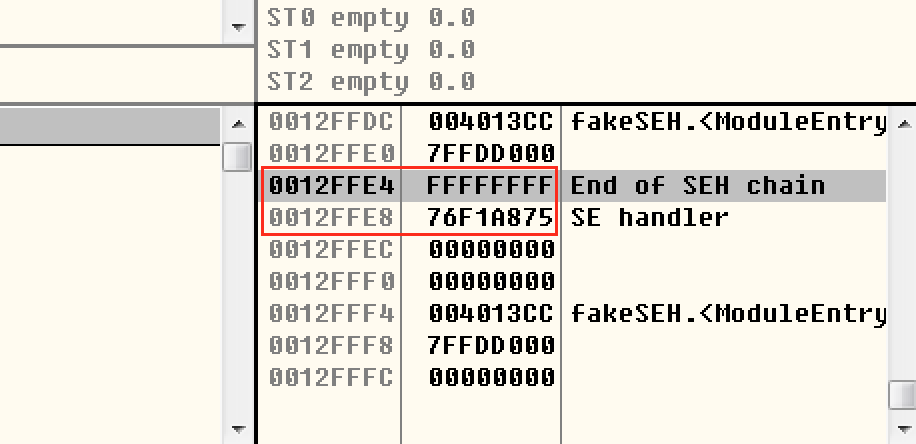 ST0 empty 0.0
ST1 empty 0.0
ST2 empty 0.0
0012FFDC 004013CC fakeSEH.<ModuleEntry
0012FFE0 7FFDD000
0012FFE4 FFFFFFFF End of SEH chain
0012FFE8 76F1A875 SE handler
0012FFEC 00000000
0012FFF0 00000000
0012FFF4 004013CC fakeSEH.<ModuleEntry
0012FFF8 7FFDD000
0012FFFC 00000000